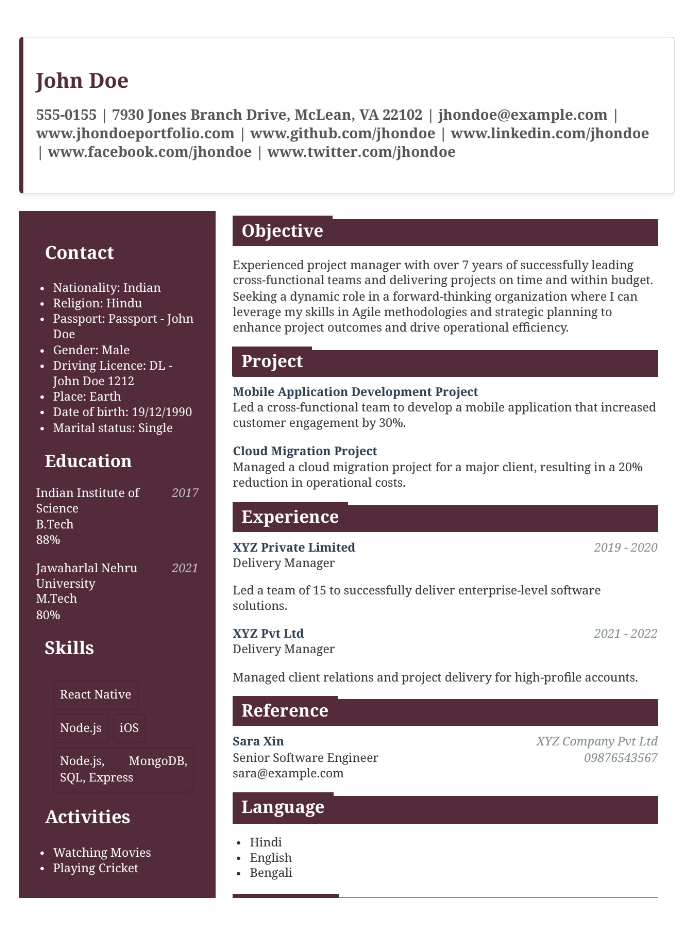 John Doe
555-0155 | 7930 Jones Branch Drive, McLean, VA 22102 | jhondoe@example.com |
www.jhondoeportfolio.com | www.github.com/jhondoe | www.linkedin.com/jhondoe
| www.facebook.com/jhondoe | www.twitter.com/jhondoe
Contact
• Nationality: Indian
• Religion: Hindu
• Passport: Passport - John
Doe
• Gender: Male
• Driving Licence: DL -
John Doe 1212
• Place: Earth
• Date of birth: 19/12/1990
• Marital status: Single
Education
Indian Institute of 2017
Science
B.Tech
88%
Jawaharlal Nehru 2021
University
M.Tech
80%
Skills
React Native
Node.js iOS
Node.js, MongoDB,
SQL, Express
Activities
• Watching Movies
• Playing Cricket
Objective
Experienced project manager with over 7 years of successfully leading
cross-functional teams and delivering projects on time and within budget.
Seeking a dynamic role in a forward-thinking organization where I can
leverage my skills in Agile methodologies and strategic planning to
enhance project outcomes and drive operational efficiency.
Project
Mobile Application Development Project
Led a cross-functional team to develop a mobile application that increased
customer engagement by 30%.
Cloud Migration Project
Managed a cloud migration project for a major client, resulting in a 20%
reduction in operational costs.
Experience
XYZ Private Limited 2019 - 2020
Delivery Manager
Led a team of 15 to successfully deliver enterprise-level software
solutions.
XYZ Pvt Ltd 2021 - 2022
Delivery Manager
Managed client relations and project delivery for high-profile accounts.
Reference
Sara Xin XYZ Company Pvt Ltd
Senior Software Engineer 09876543567
sara@example.com
Language
• Hindi
• English
• Bengali